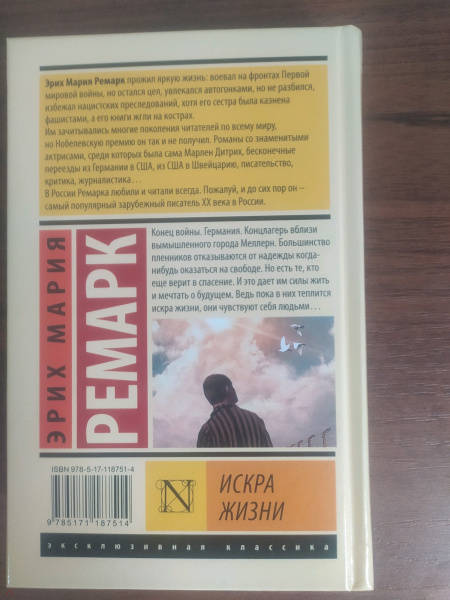 Эрих Мария Ремарк прожил яркую жизнь: воевал на фронтах Первой
мировой войны, но остался цел, увлекался автогонками, но не разбился,
избежал нацистских преследований, хотя его сестра была казнена
фашистами, а его книги жгли на кострах.
Им зачитывались многие поколения читателей по всему миру,
но Нобелевскую премию он так и не получил. Романы со знаменитыми
актрисами, среди которых была сама Марлен Дитрих, бесконечные
переезды из Германии в США, из США в Швейцарию, писательство,
критика, журналистика...
В России Ремарка любили и читали всегда. Пожалуй, и до сих пор он –
самый популярный зарубежный писатель XX века в России.
ЭРИХ МАРИЯ
РЕМАРК
Конец войны. Германия. Концлагерь вблизи
вымышленного города Меллерн. Большинство
пленников отказываются от надежды когда-
нибудь оказаться на свободе. Но есть те, кто
еще верит в спасение. И это дает им силы жить
и мечтать о будущем. Ведь пока в них теплится
искра жизни, они чувствуют себя людьми...
ISBN 978-5-17-118751-4
9 785171 187514
N
ИСКРА
ЖИЗНИ
эксклюзивная классика